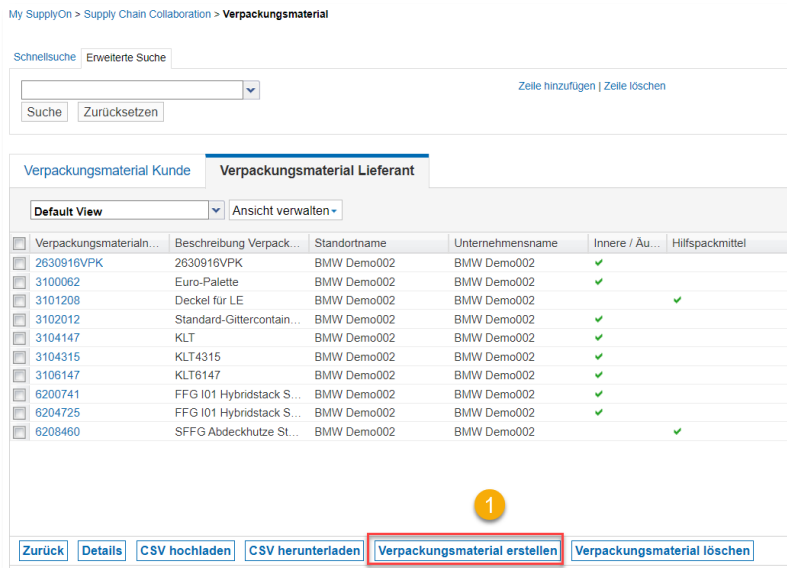 My SupplyOn > Supply Chain Collaboration > Verpackungsmaterial
Schnellsuche Erweiterte Suche
Zeile hinzufügen | Zeile löschen
Suche Zurücksetzen
Verpackungsmaterial Kunde Verpackungsmaterial Lieferant
Default View Ansicht verwalten
Verpackungsmaterialn... Beschreibung Verpack... Standortname Unternehmensname Innere / Äu... Hilfspackmittel
2630916VPK 2630916VPK BMW Demo002 BMW Demo002
3100062 Euro-Palette BMW Demo002 BMW Demo002
3101208 Deckel für LE BMW Demo002 BMW Demo002
3102012 Standard-Gittercontain... BMW Demo002 BMW Demo002
3104147 KLT BMW Demo002 BMW Demo002
3104315 KLT4315 BMW Demo002 BMW Demo002
3106147 KLT6147 BMW Demo002 BMW Demo002
6200741 FFG I01 Hybridstack S... BMW Demo002 BMW Demo002
6204725 FFG I01 Hybridstack S... BMW Demo002 BMW Demo002
6208460 SFFG Abdeckhutze St... BMW Demo002 BMW Demo002
1
Zurück Details CSV hochladen CSV herunterladen Verpackungsmaterial erstellen Verpackungsmaterial löschen